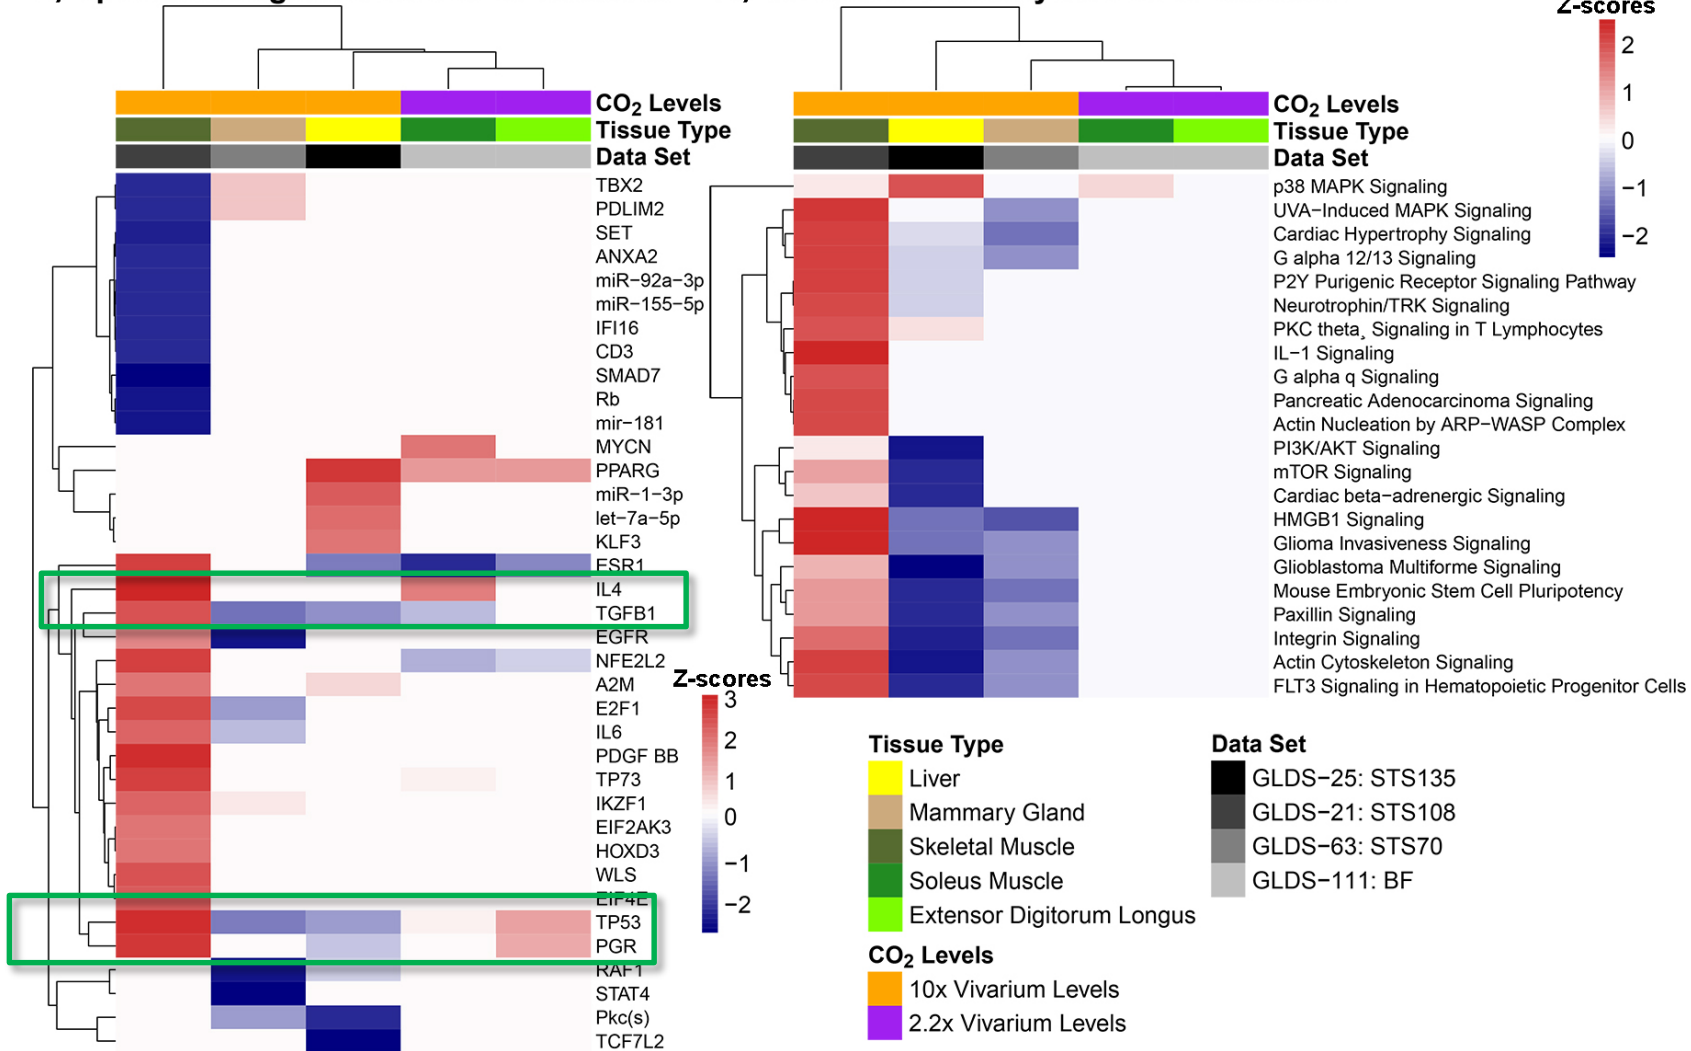 Z-scores
2
1
0
−1
−2
CO2 Levels
Tissue Type
Data Set
TBX2
PDLIM2
SET
ANXA2
miR−92a−3p
miR−155−5p
IFI16
CD3
SMAD7
Rb
mir−181
MYCN
PPARG
miR−1−3p
let−7a−5p
KLF3
ESR1
IL4
TGFB1
EGFR
NFE2L2
A2M
E2F1
IL6
PDGF BB
TP73
IKZF1
EIF2AK3
HOXD3
WLS
EIF4E
TP53
PGR
RAF1
STAT4
Pkc(s)
TCF7L2
Z-scores
3
2
1
0
−1
−2
CO2 Levels
Tissue Type
Data Set
p38 MAPK Signaling
UVA−Induced MAPK Signaling
Cardiac Hypertrophy Signaling
G alpha 12/13 Signaling
P2Y Purigenic Receptor Signaling Pathway
Neurotrophin/TRK Signaling
PKC theta¸ Signaling in T Lymphocytes
IL−1 Signaling
G alpha q Signaling
Pancreatic Adenocarcinoma Signaling
Actin Nucleation by ARP−WASP Complex
PI3K/AKT Signaling
mTOR Signaling
Cardiac beta−adrenergic Signaling
HMGB1 Signaling
Glioma Invasiveness Signaling
Glioblastoma Multiforme Signaling
Mouse Embryonic Stem Cell Pluripotency
Paxillin Signaling
Integrin Signaling
Actin Cytoskeleton Signaling
FLT3 Signaling in Hematopoietic Progenitor Cells
Tissue Type
Liver
Mammary Gland
Skeletal Muscle
Soleus Muscle
Extensor Digitorum Longus
CO2 Levels
10x Vivarium Levels
2.2x Vivarium Levels
Data Set
GLDS−25: STS135
GLDS−21: STS108
GLDS−63: STS70
GLDS−111: BF